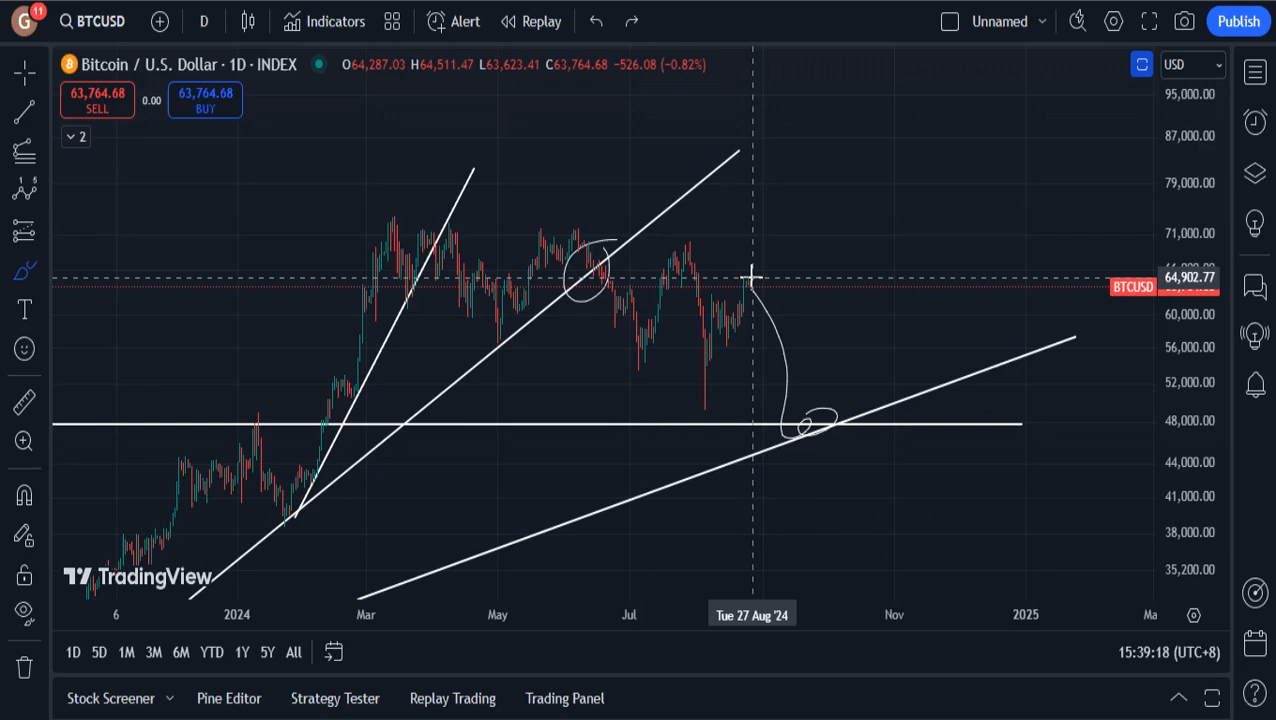 G 11 BTCUSD D Indicators Alert Replay Unnamed Publish
Bitcoin / U.S. Dollar · 1D · INDEX O64,287.03 H64,511.47 L63,623.41 C63,764.68 -526.08 (-0.82%) USD
63,764.68 SELL 0.00 63,764.68 BUY
2
95,000.00
87,000.00
79,000.00
71,000.00
64,902.77
BTCUSD
60,000.00
56,000.00
52,000.00
48,000.00
44,000.00
41,000.00
38,000.00
35,200.00
TradingView
6 2024 Mar May Jul Tue 27 Aug '24 Nov 2025 Ma
1D 5D 1M 3M 6M YTD 1Y 5Y All 15:39:18 (UTC+8)
Stock Screener Pine Editor Strategy Tester Replay Trading Trading Panel